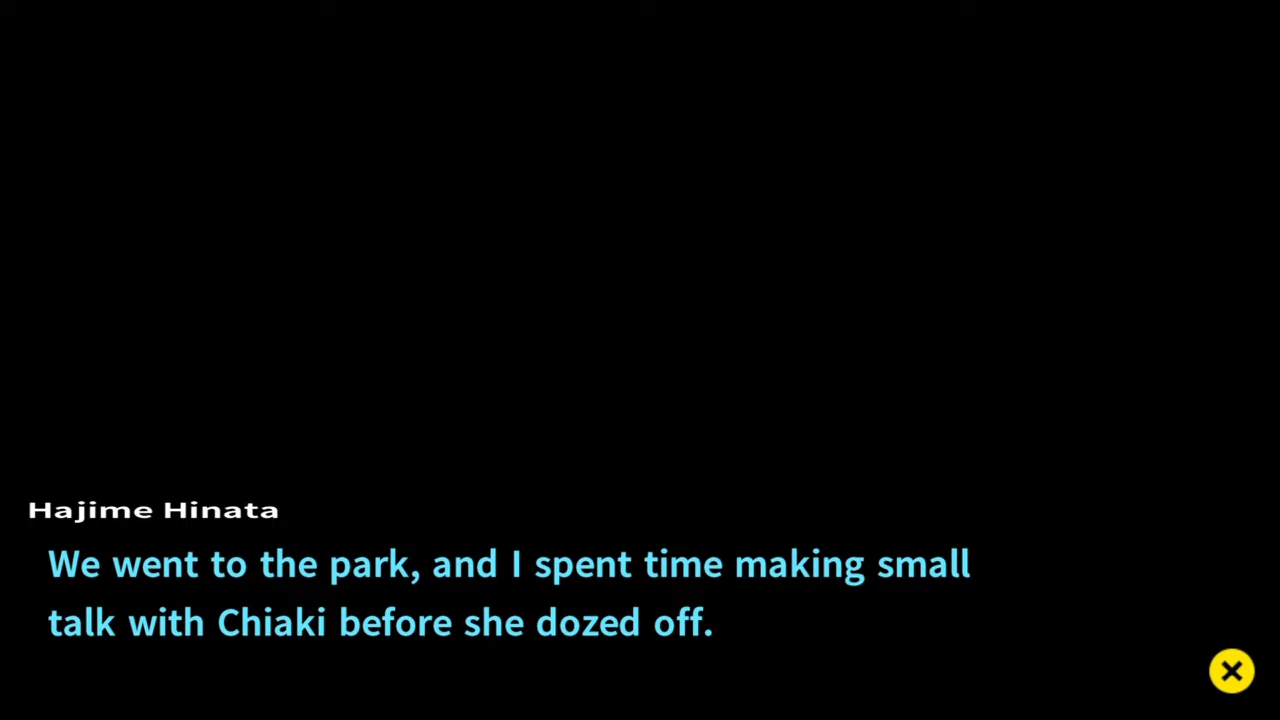 Hajime Hinata
We went to the park, and I spent time making small
talk with Chiaki before she dozed off.